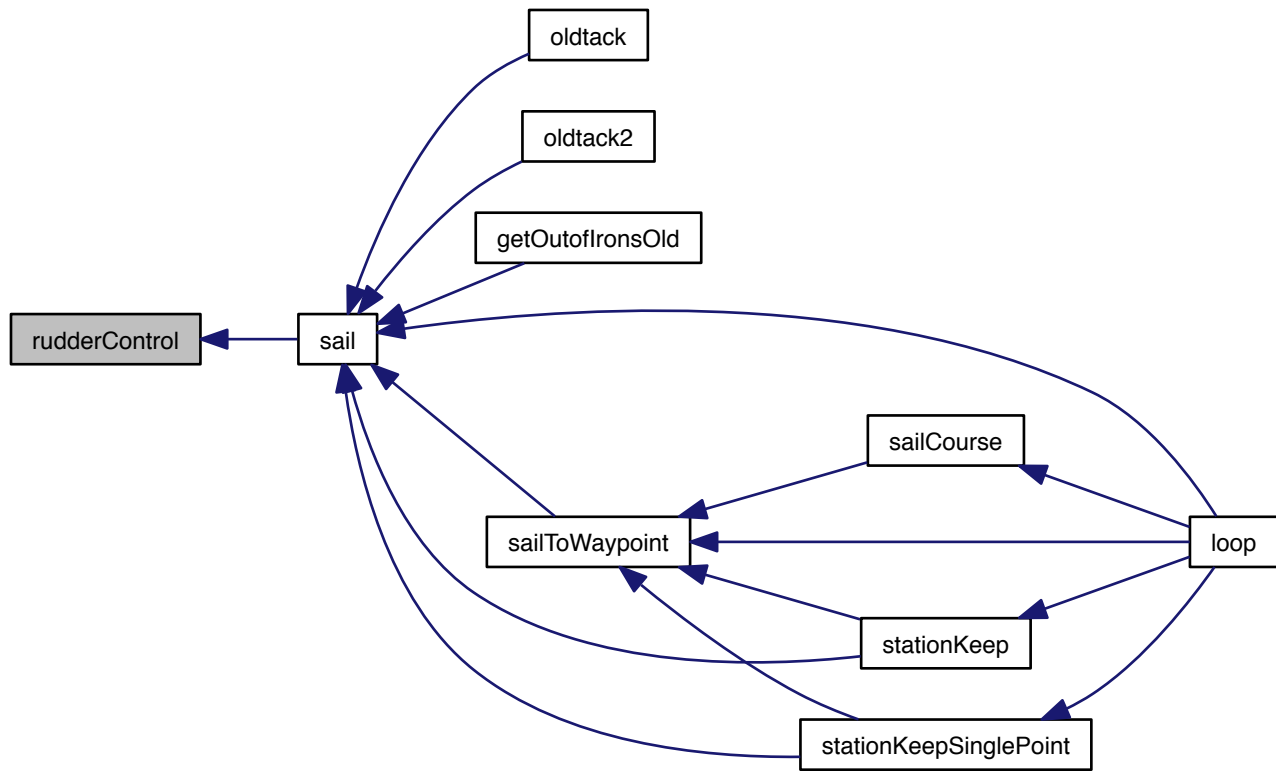 oldtack
oldtack2
getOutofIronsOld
rudderControl
sail
sailCourse
sailToWaypoint
loop
stationKeep
stationKeepSinglePoint